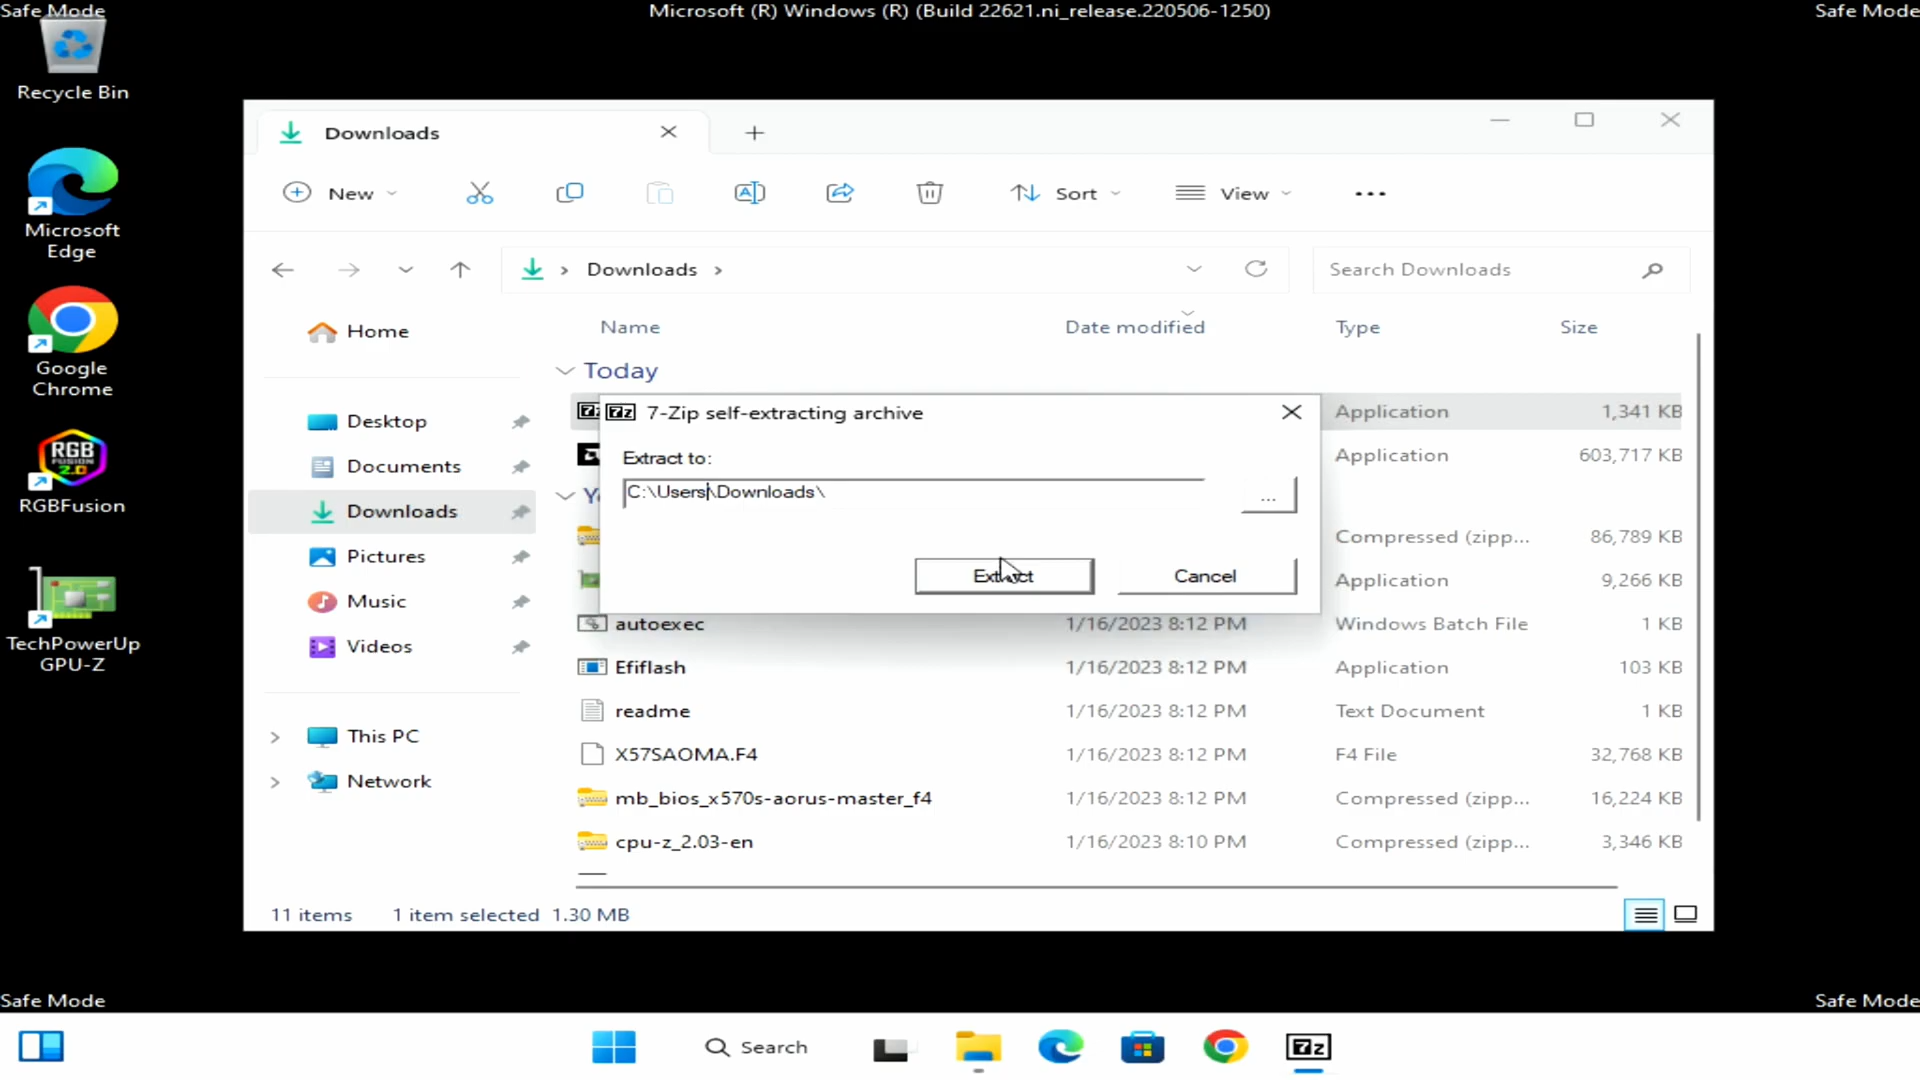 Safe Mode
Microsoft (R) Windows (R) (Build 22621.ni_release.220506-1250)
Safe Mode
Recycle Bin
Microsoft
Edge
Google
Chrome
RGB
2.0
RGBFusion
TechPowerUp
GPU-Z
Downloads
New
Sort
View
Downloads
Search Downloads
Name
Date modified
Type
Size
Home
Desktop
Documents
Downloads
Pictures
Music
Videos
This PC
Network
Today
Application
1,341 KB
Application
603,717 KB
Y
Compressed (zipp...
86,789 KB
Application
9,266 KB
autoexec
1/16/2023 8:12 PM
Windows Batch File
1 KB
Efiflash
1/16/2023 8:12 PM
Application
103 KB
readme
1/16/2023 8:12 PM
Text Document
1 KB
X57SAOMA.F4
1/16/2023 8:12 PM
F4 File
32,768 KB
mb_bios_x570s-aorus-master_f4
1/16/2023 8:12 PM
Compressed (zipp...
16,224 KB
cpu-z_2.03-en
1/16/2023 8:10 PM
Compressed (zipp...
3,346 KB
7z
7-Zip self-extracting archive
Extract to:
C:\Users\Downloads\
...
Extract
Cancel
11 items
1 item selected 1.30 MB
Safe Mode
Safe Mode
Search
7z